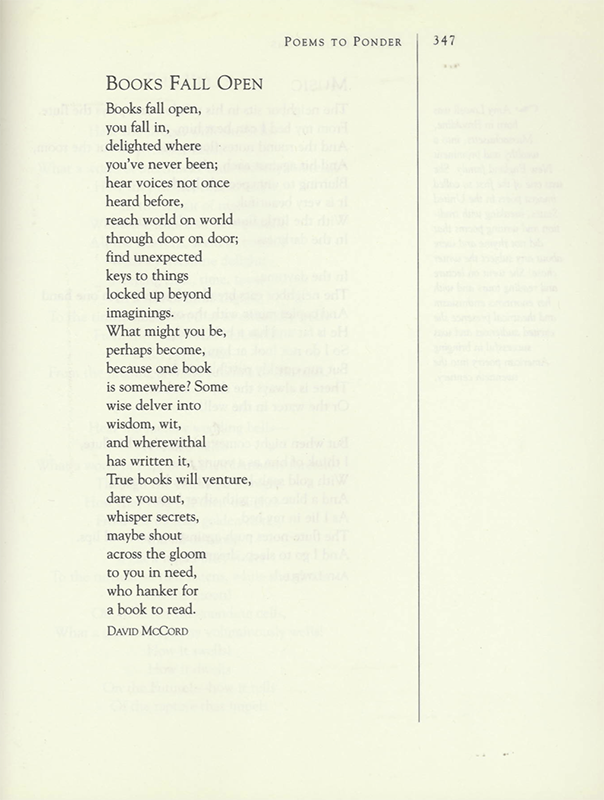 POEMS TO PONDER 347
BOOKS FALL OPEN
Books fall open,
you fall in,
delighted where
you've never been;
hear voices not once
heard before,
reach world on world
through door on door;
find unexpected
keys to things
locked up beyond
imaginings.
What might you be,
perhaps become,
because one book
is somewhere? Some
wise delver into
wisdom, wit,
and wherewithal
has written it,
True books will venture,
dare you out,
whisper secrets,
maybe shout
across the gloom
to you in need,
who hanker for
a book to read.
DAVID MCCORD